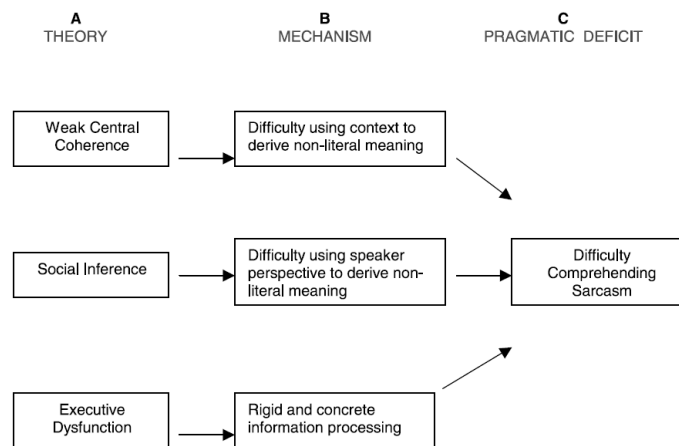 A
THEORY
B
MECHANISM
C
PRAGMATIC DEFICIT
Weak Central
Coherence
Difficulty using context to
derive non-literal meaning
Social Inference
Difficulty using speaker
perspective to derive non-
literal meaning
Difficulty
Comprehending
Sarcasm
Executive
Dysfunction
Rigid and concrete
information processing